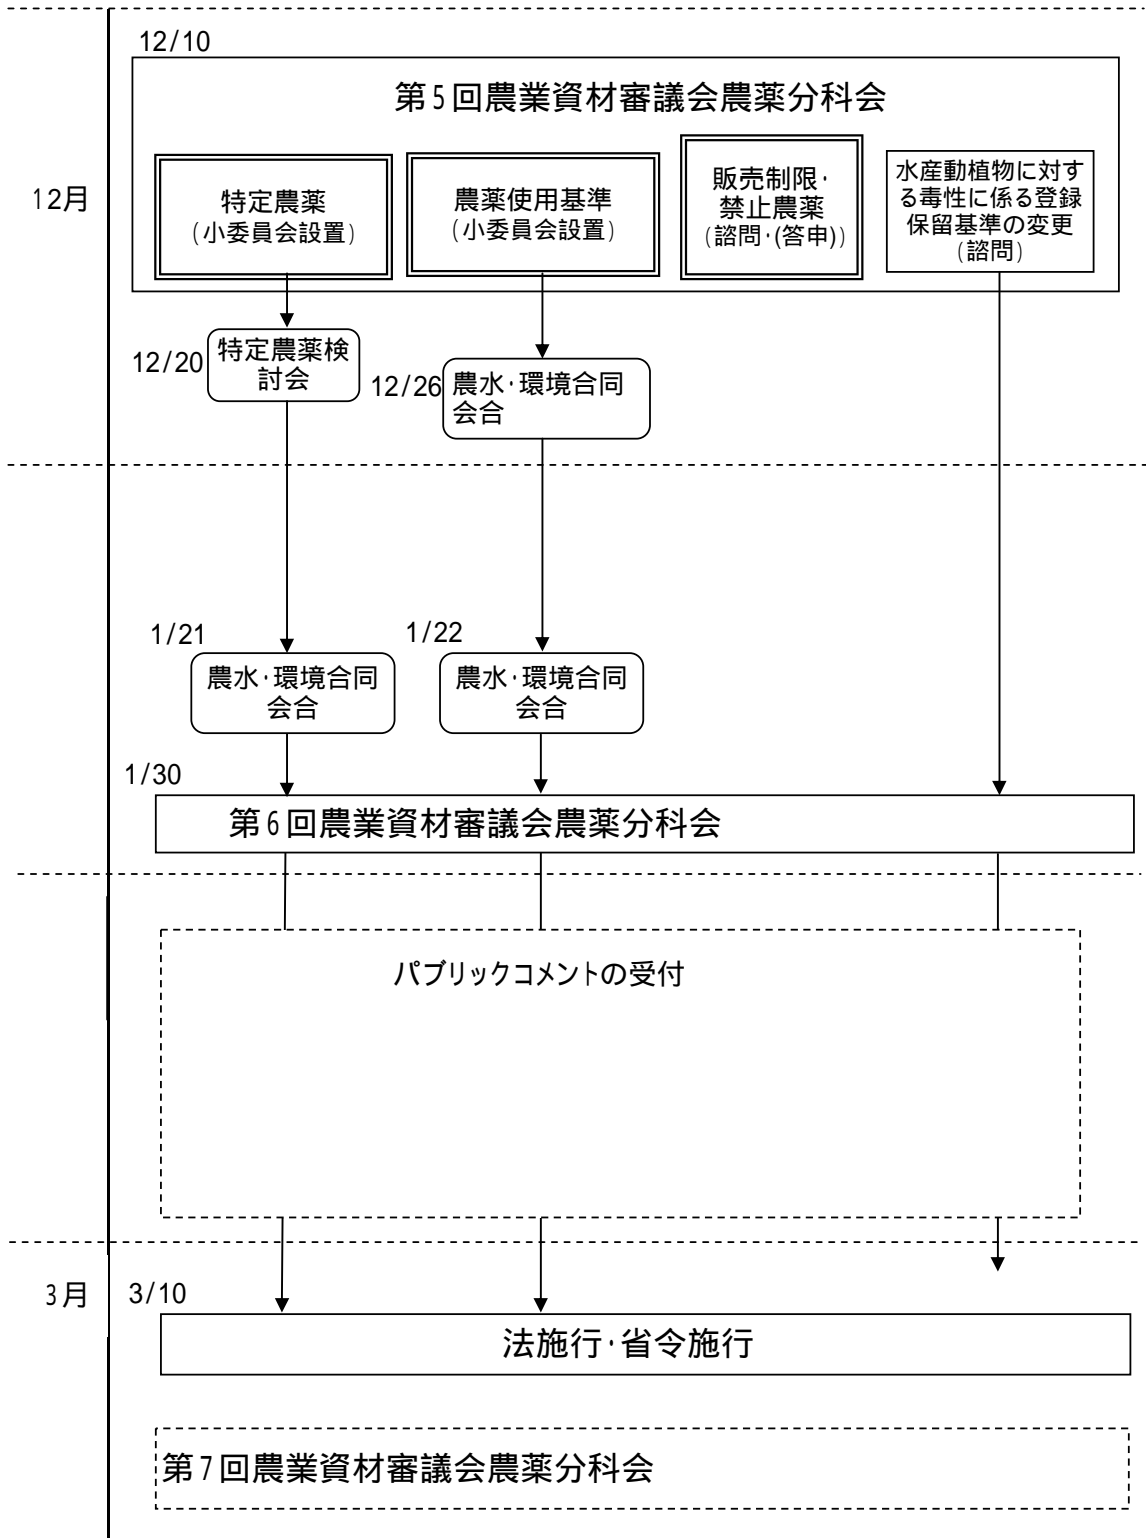 12/10
第5回農業資材審議会農薬分科会
12月
特定農薬
(小委員会設置)
農薬使用基準
(小委員会設置)
販売制限・
禁止農薬
(諮問・(答申))
水産動植物に対す
る毒性に係る登録
保留基準の変更
(諮問)
12/20
特定農薬検
討会
12/26
農水・環境合同
会合
1/21
農水・環境合同
会合
1/22
農水・環境合同
会合
1/30
第6回農業資材審議会農薬分科会
パブリックコメントの受付
3月
3/10
法施行・省令施行
第7回農業資材審議会農薬分科会